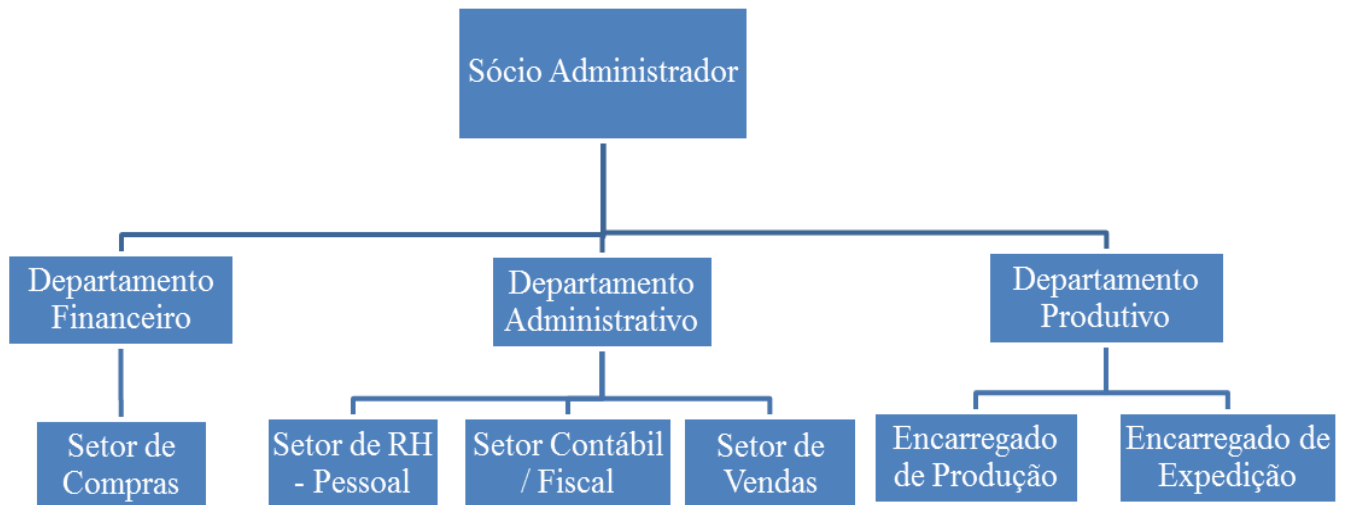 Sócio Administrador
Departamento
Financeiro
Departamento
Administrativo
Departamento
Produtivo
Setor de
Compras
Setor de RH
- Pessoal
Setor Contábil
/ Fiscal
Setor de
Vendas
Encarregado
de Produção
Encarregado de
Expedição